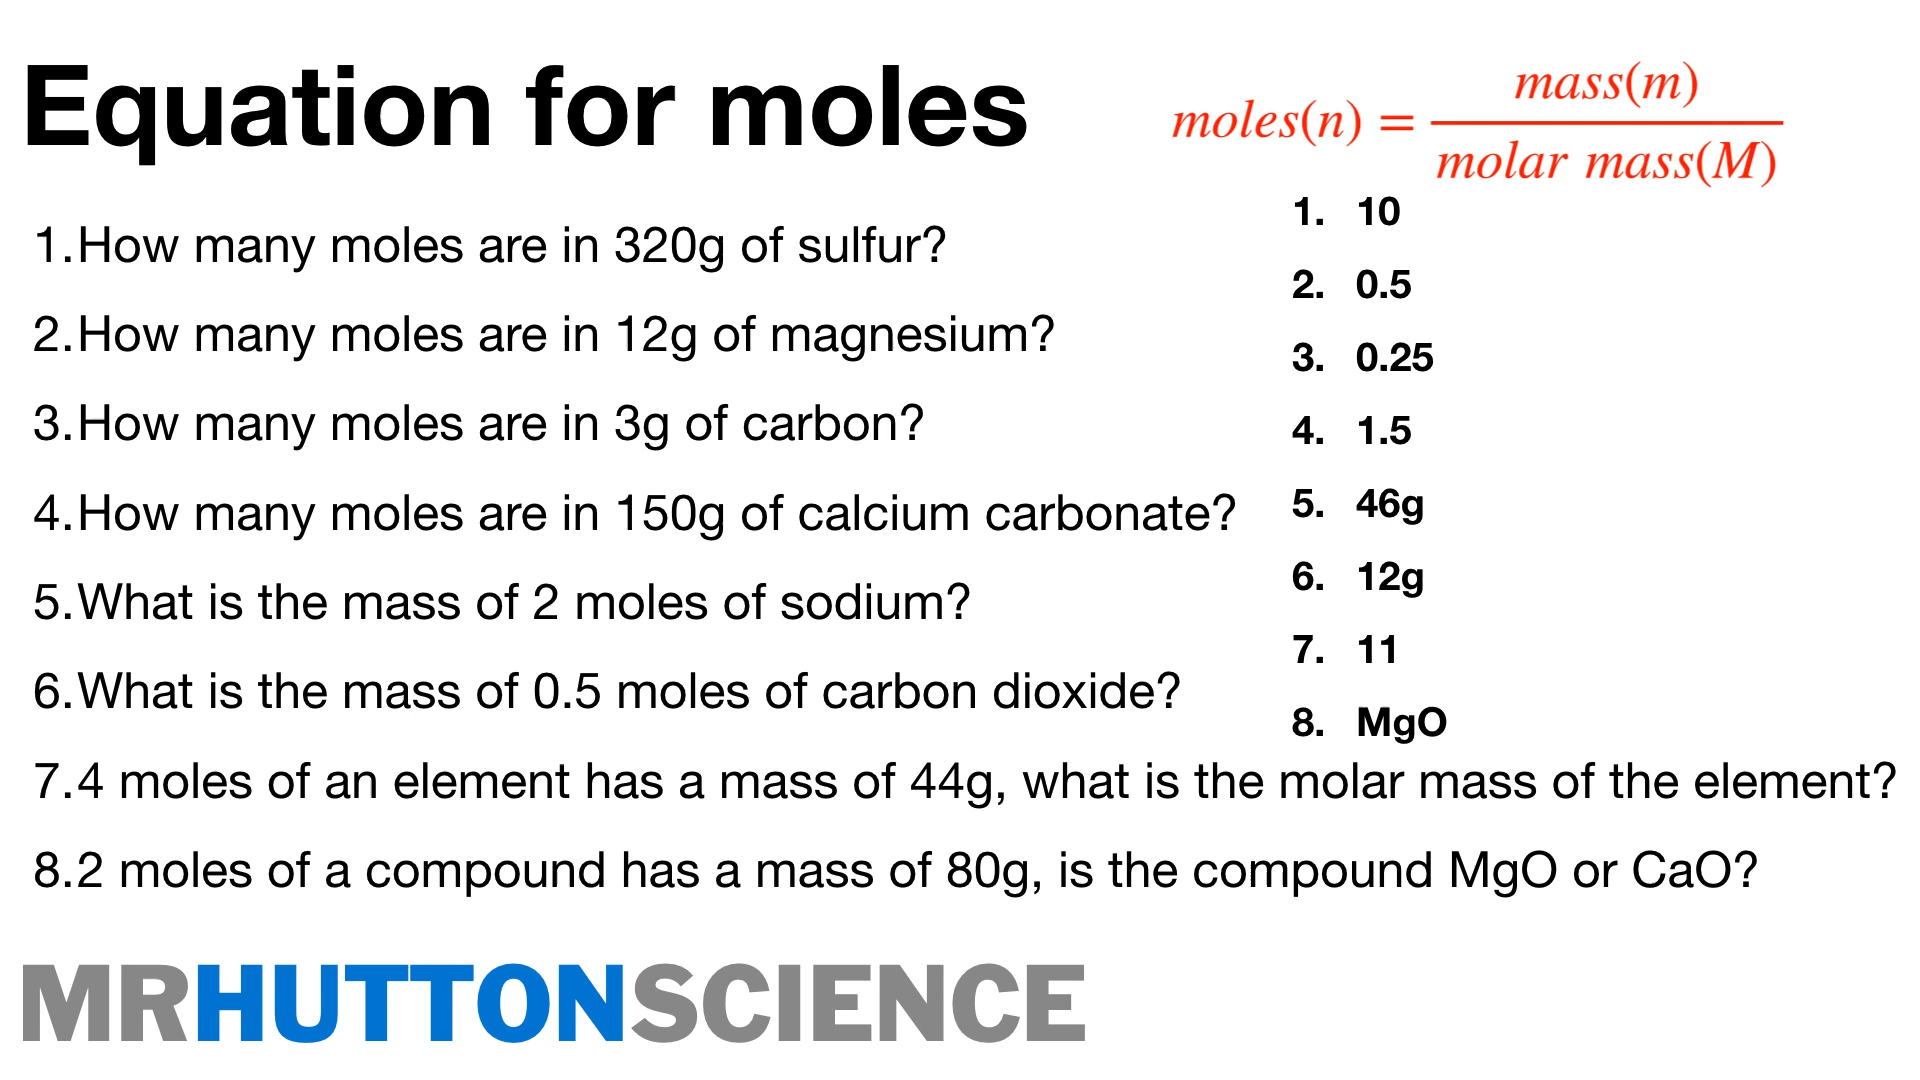 Equation for moles
moles(n) = mass(m) / molar mass(M)
1.How many moles are in 320g of sulfur?
2.How many moles are in 12g of magnesium?
3.How many moles are in 3g of carbon?
4.How many moles are in 150g of calcium carbonate?
5.What is the mass of 2 moles of sodium?
6.What is the mass of 0.5 moles of carbon dioxide?
7.4 moles of an element has a mass of 44g, what is the molar mass of the element?
8.2 moles of a compound has a mass of 80g, is the compound MgO or CaO?
1. 10
2. 0.5
3. 0.25
4. 1.5
5. 46g
6. 12g
7. 11
8. MgO
MRHUTTONSCIENCE